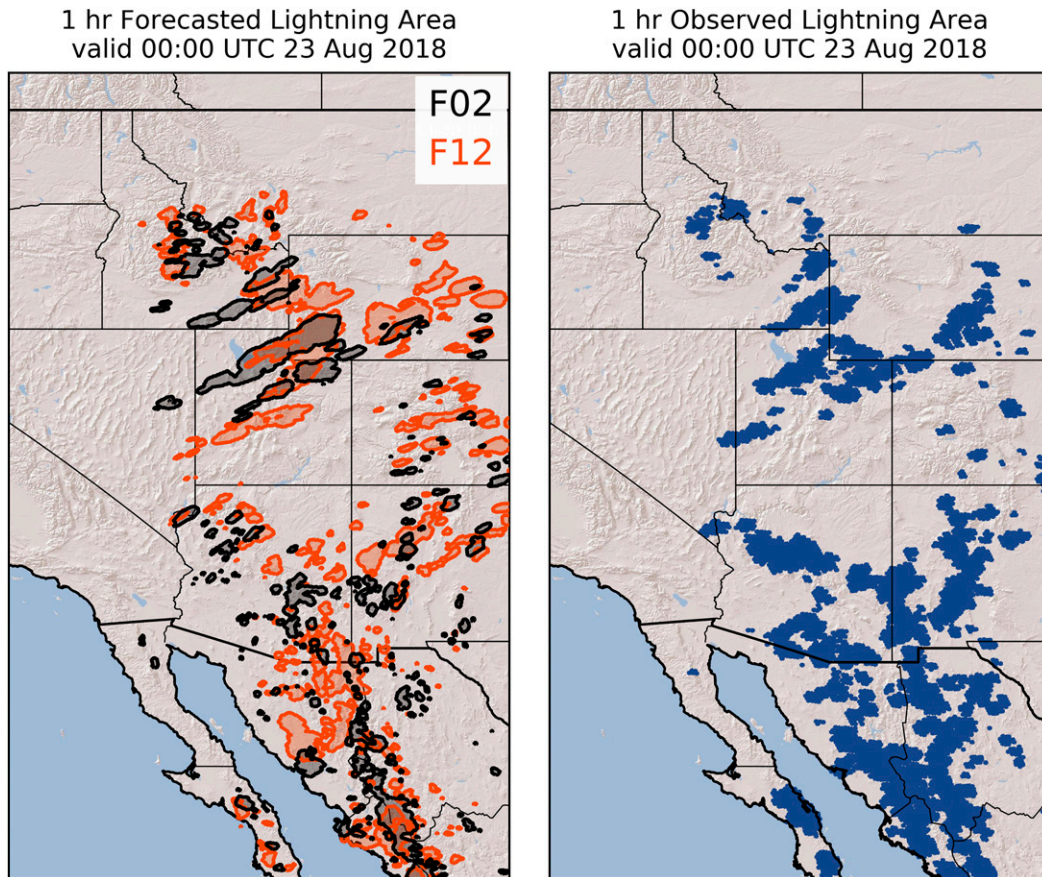 1 hr Forecasted Lightning Area
valid 00:00 UTC 23 Aug 2018
F02
F12
1 hr Observed Lightning Area
valid 00:00 UTC 23 Aug 2018